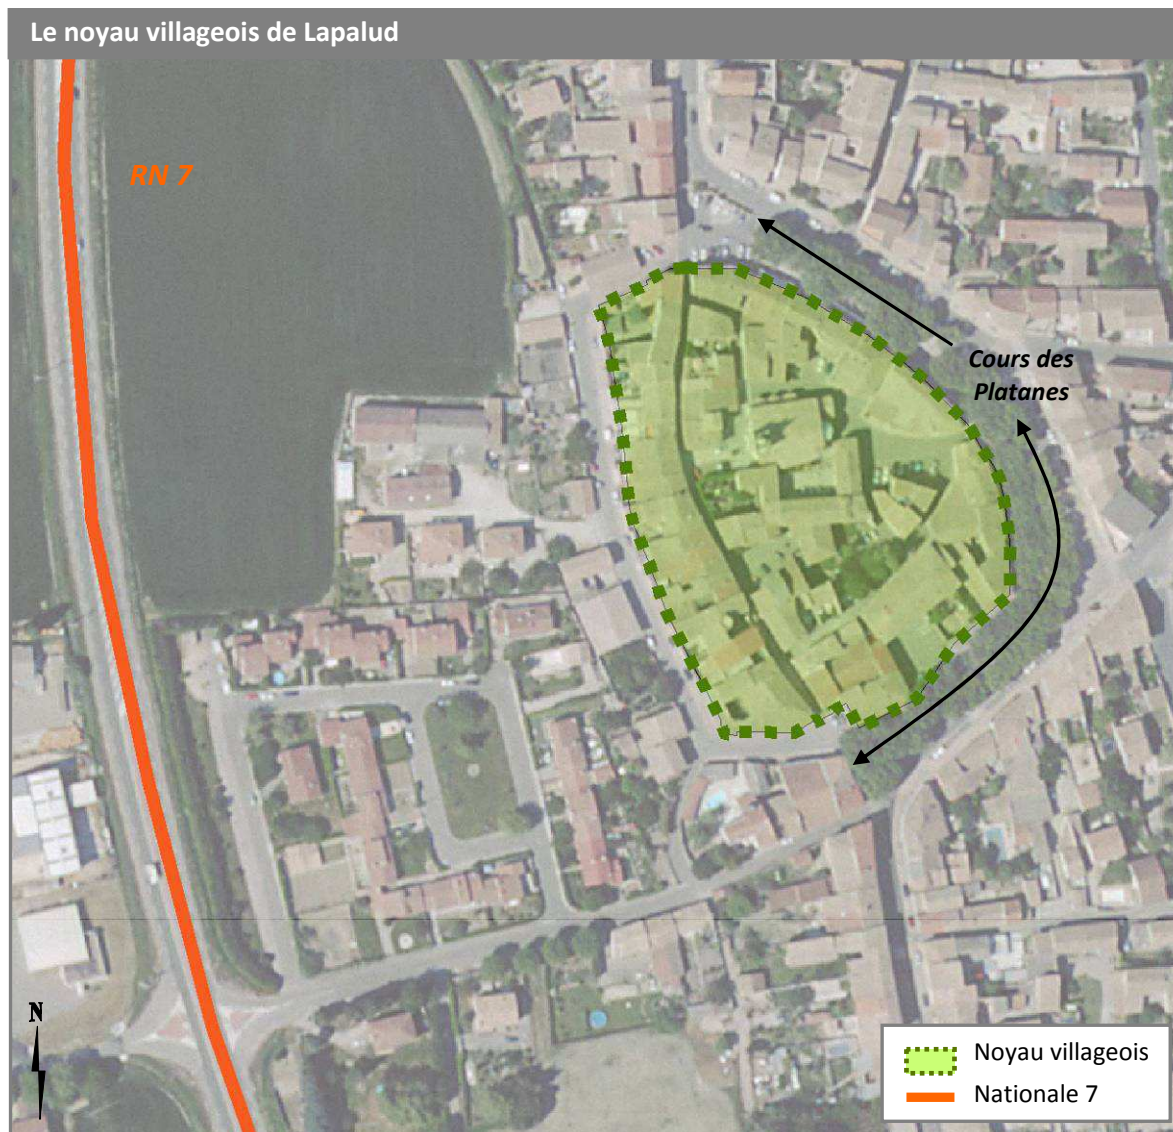 Le noyau villageois de Lapalud
RN 7
Cours des
Platanes
N
Noyau villageois
Nationale 7